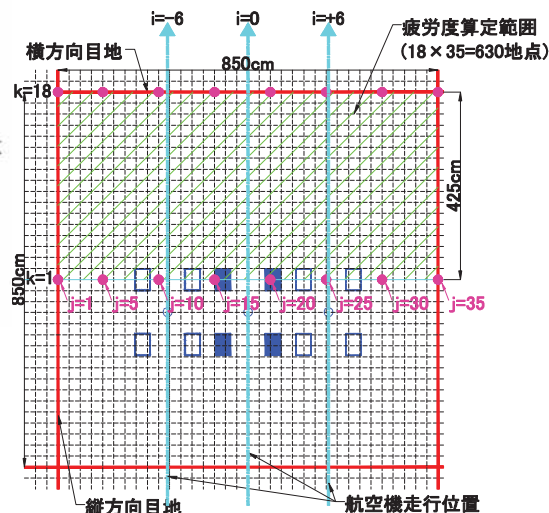 i=-6 i=0 i=+6
疲労度算定範囲
(18×35=630地点)
横方向目地
850cm
k=18
425cm
850cm
k=1
j=1 j=5 j=10 j=15 j=20 j=25 j=30 j=35
縦方向目地
航空機走行位置